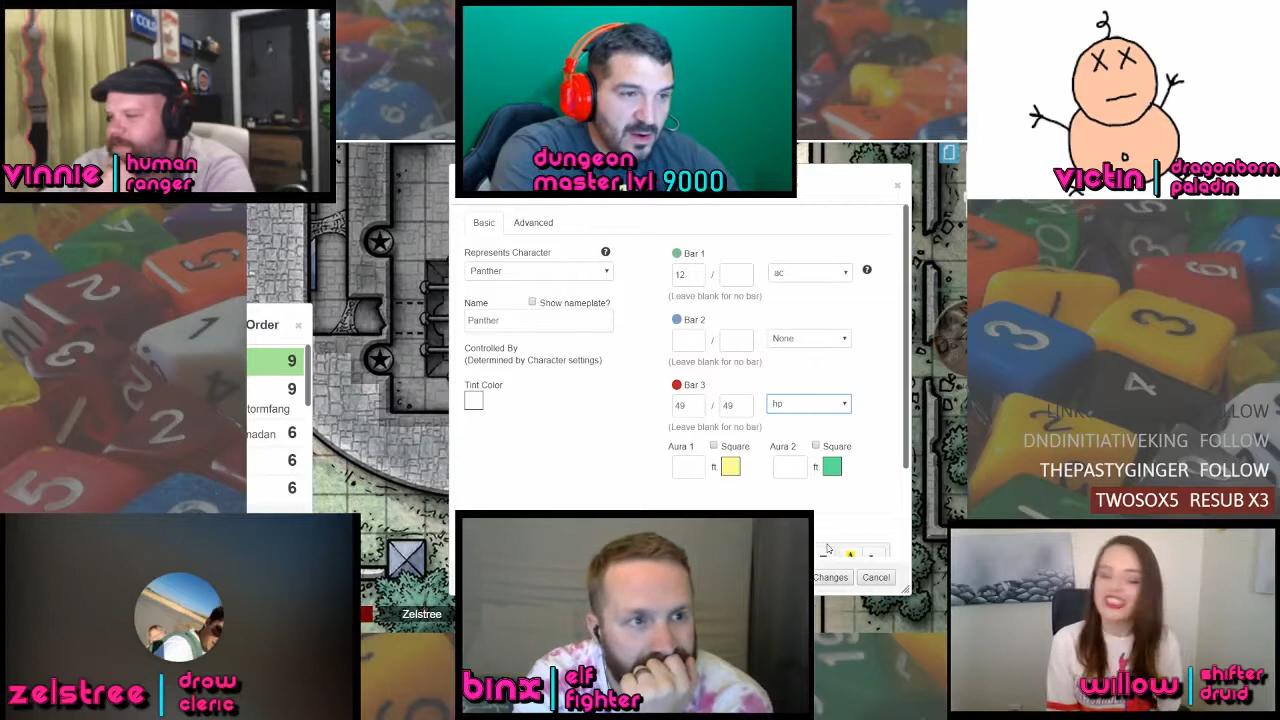 vinnie
human
ranger
dungeon
master lvl 9000
victin
dragonborn
paladin
Basic
Advanced
Represents Character
?
Panther
Name
Show nameplate?
Panther
Controlled By
(Determined by Character settings)
Tint Color
Bar 1
12 /
ac
?
(Leave blank for no bar)
Bar 2
/
None
(Leave blank for no bar)
Bar 3
49 / 49
hp
(Leave blank for no bar)
Aura 1
Square
Aura 2
Square
ft.
ft.
Changes
Cancel
Order
9
9
tormfang
madan 6
6
6
Zelstree
FOLLOW
DNDINITIATIVEKING FOLLOW
THEPASTYGINGER FOLLOW
TWOSOX5 RESUB X3
zelstree
drow
cleric
binx
elf
fighter
willow
shifter
druid